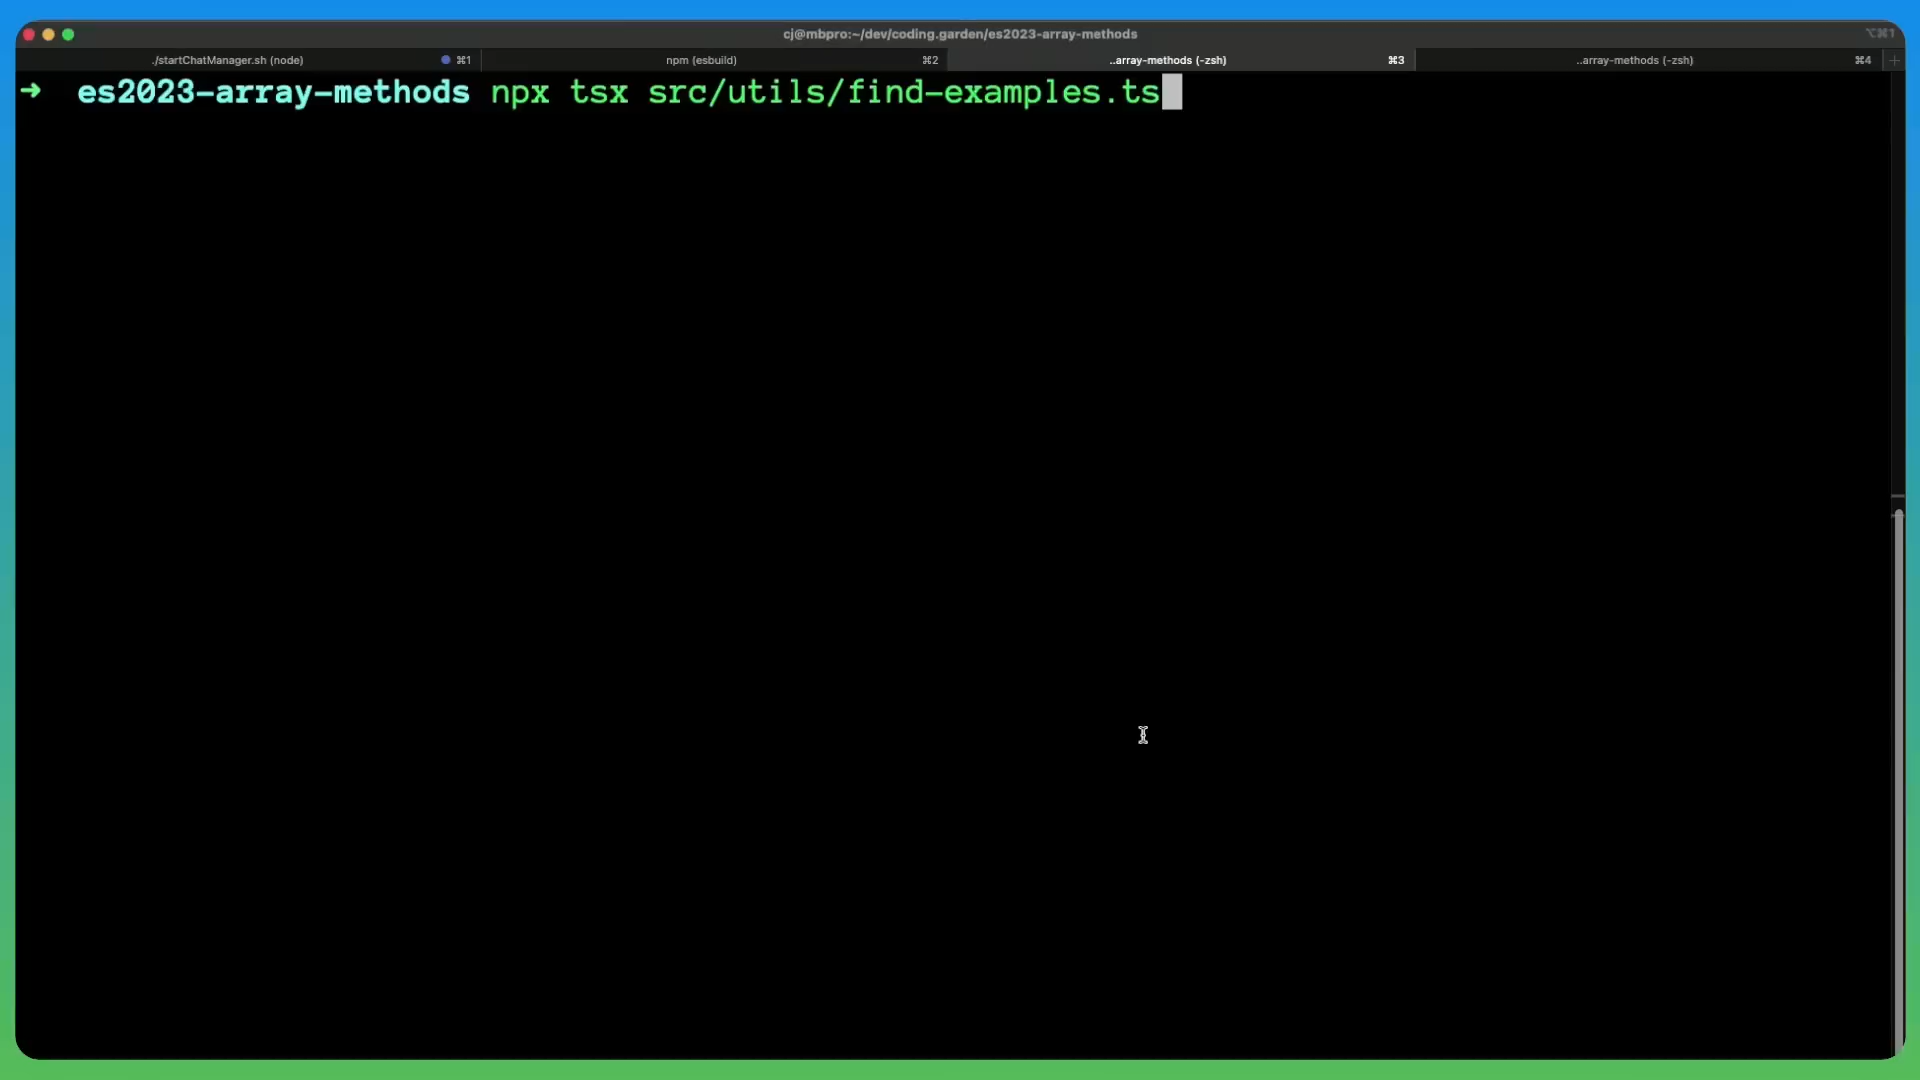 cj@mbpro:~/dev/coding.garden/es2023-array-methods
⌥⌘1
./startChatManager.sh (node) ⌘1
npm (esbuild) ⌘2
..array-methods (-zsh) ⌘3
..array-methods (-zsh) ⌘4
➜ es2023-array-methods npx tsx src/utils/find-examples.ts